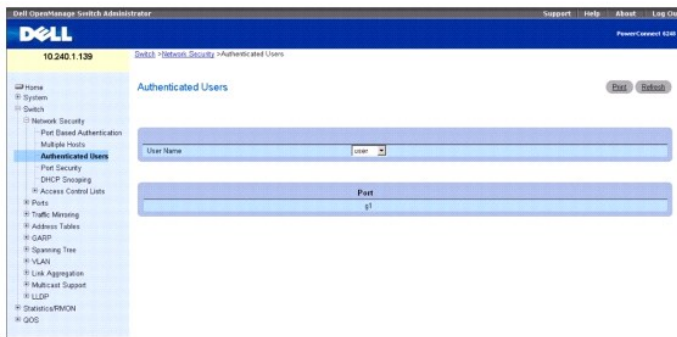 Dell OpenManage Switch Administrator
Support Help About Log Out
DELL
PowerConnect 6248
10.240.1.139
Switch >Network Security >Authenticated Users
Home
System
Switch
Network Security
Port Based Authentication
Multiple Hosts
Authenticated Users
Port Security
DHCP Snooping
Access Control Lists
Ports
Traffic Mirroring
Address Tables
GARP
Spanning Tree
VLAN
Link Aggregation
Multicast Support
LLDP
Statistics/RMON
QOS
Authenticated Users
Print Refresh
User Name user
Port
g1